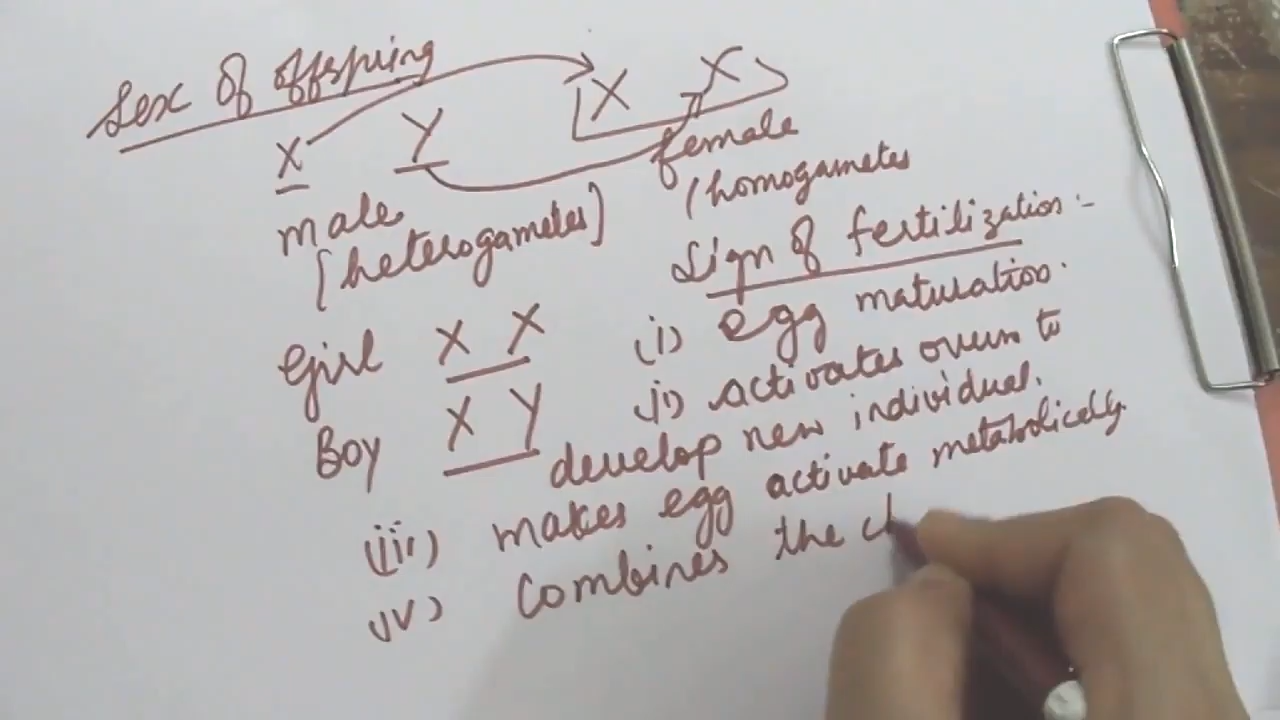 Sex of offspring
X Y X X
male
female
[heterogametes]
(homogametes
Sign of fertilization :-
Girl X X
(i) egg maturation.
Boy X Y
(ii) activates ovum to
develop new individual.
(iii) makes egg activate metabolically.
(iv) combines the